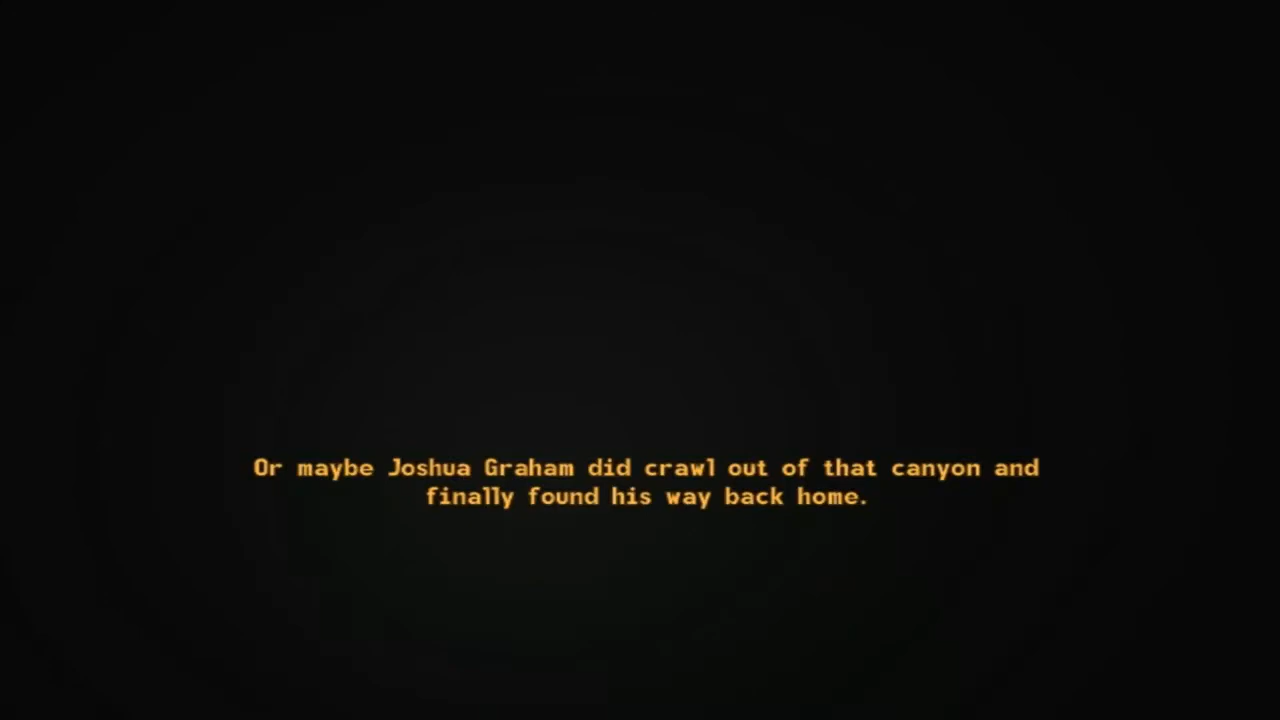 Or maybe Joshua Graham did crawl out of that canyon and
finally found his way back home.